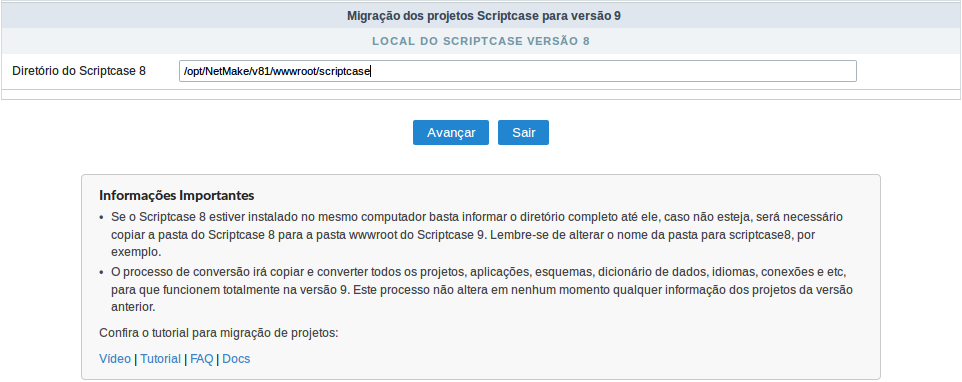 Migração dos projetos Scriptcase para versão 9
LOCAL DO SCRIPTCASE VERSÃO 8
Diretório do Scriptcase 8 /opt/NetMake/v81/wwwroot/scriptcase
Avançar Sair
Informações Importantes
• Se o Scriptcase 8 estiver instalado no mesmo computador basta informar o diretório completo até ele, caso não esteja, será necessário
copiar a pasta do Scriptcase 8 para a pasta wwwroot do Scriptcase 9. Lembre-se de alterar o nome da pasta para scriptcase8, por
exemplo.
• O processo de conversão irá copiar e converter todos os projetos, aplicações, esquemas, dicionário de dados, idiomas, conexões e etc,
para que funcionem totalmente na versão 9. Este processo não altera em nenhum momento qualquer informação dos projetos da versão
anterior.
Confira o tutorial para migração de projetos:
Vídeo | Tutorial | FAQ | Docs